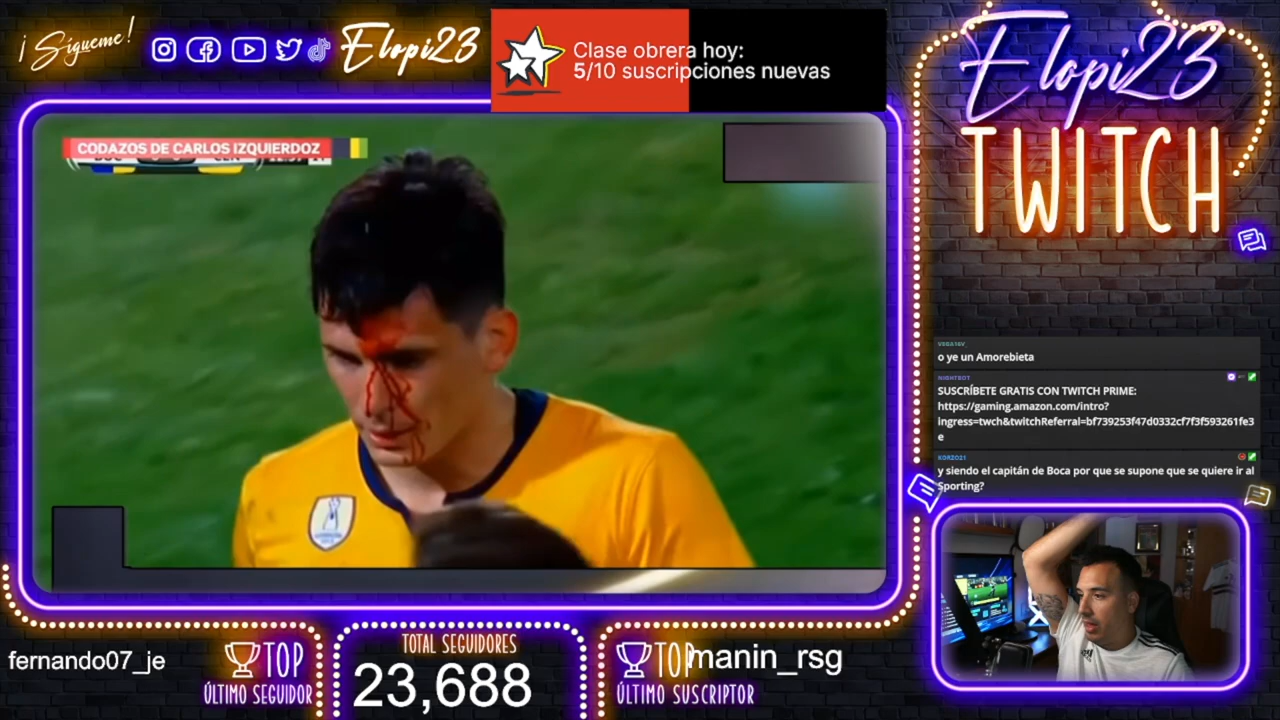 ¡Sígueme!
Elopi23
Clase obrera hoy:
5/10 suscripciones nuevas
Elopi23
TWITCH
CODAZOS DE CARLOS IZQUIERDOZ
o ye un Amorebieta
NIGHTBOT
SUSCRÍBETE GRATIS CON TWITCH PRIME:
https://gaming.amazon.com/intro?
ingress=twch&twitchReferral=bf739253f47d0332cf7f3f593261fe3
e
KORZO21
y siendo el capitán de Boca por que se supone que se quiere ir al
Sporting?
fernando07_je
TOP
ÚLTIMO SEGUIDOR
TOTAL SEGUIDORES
23,688
TOP
manin_rsg
ÚLTIMO SUSCRIPTOR